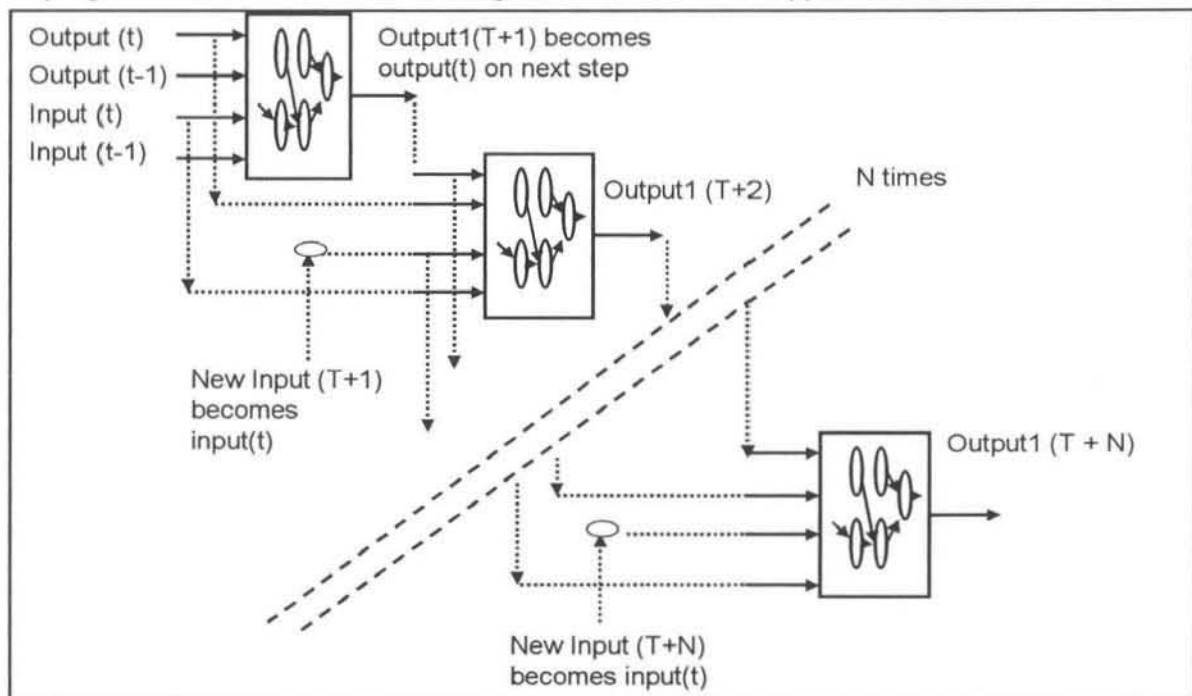 Output (t)
Output (t-1)
Input (t)
Input (t-1)
Output1(T+1) becomes
output(t) on next step
Output1 (T+2)
N times
New Input (T+1)
becomes
input(t)
Output1 (T + N)
New Input (T+N)
becomes input(t)